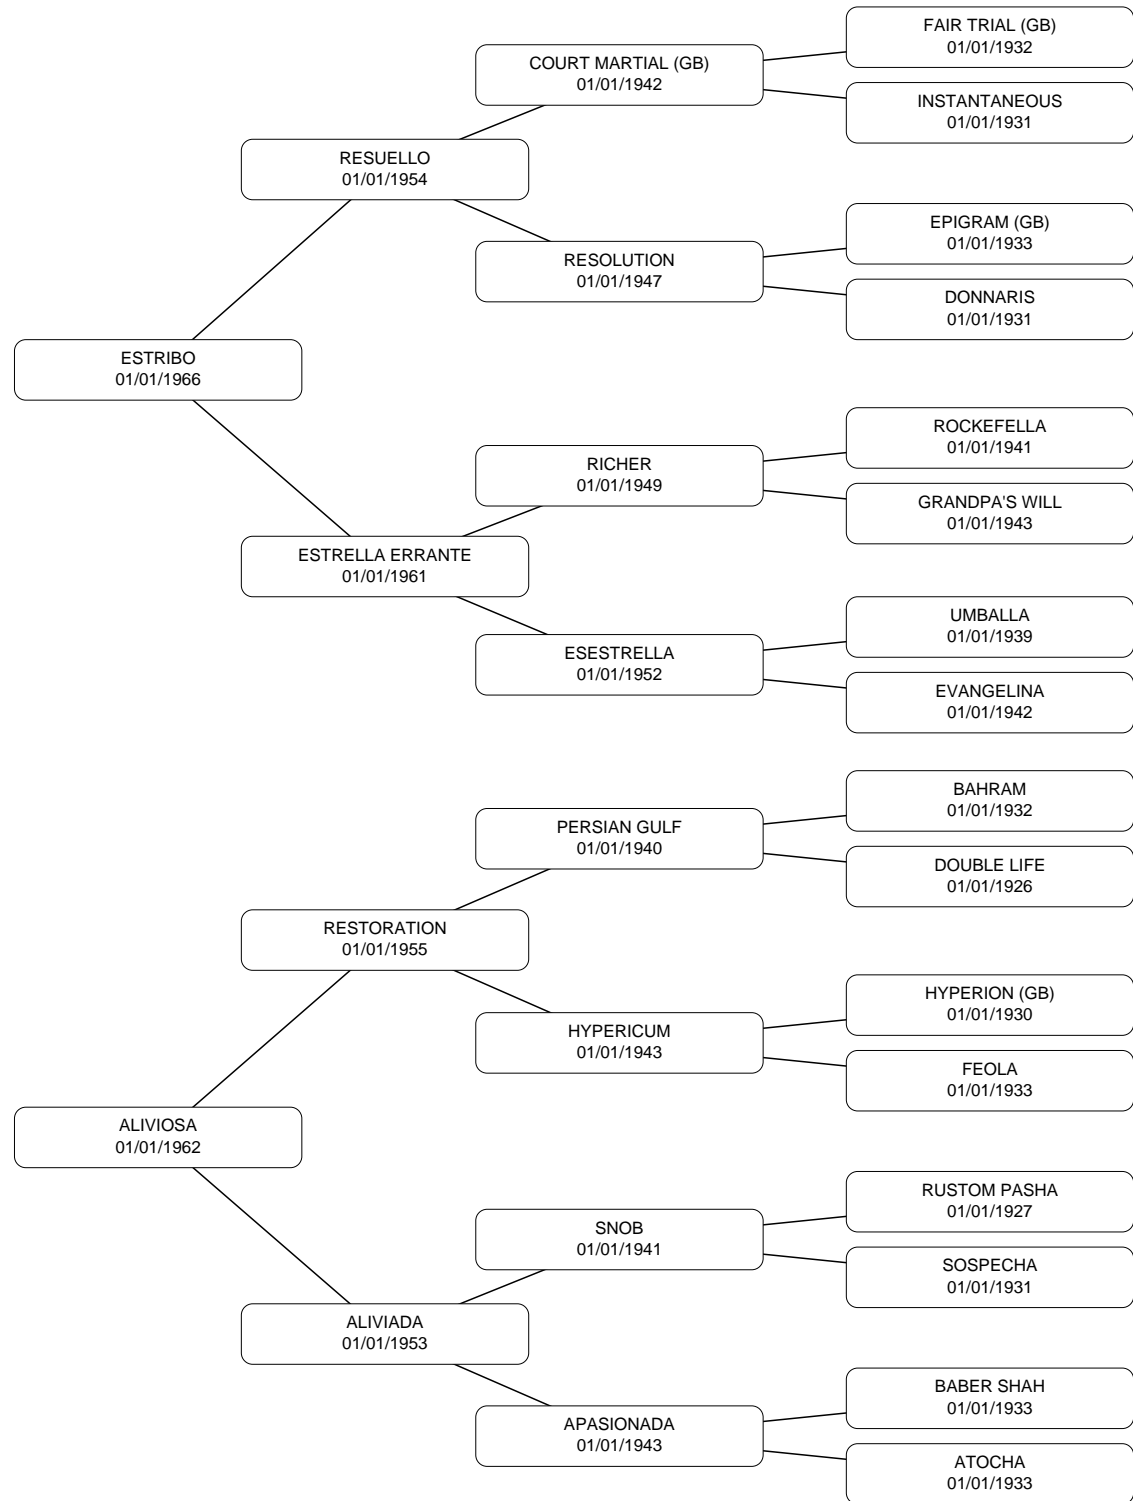 FAIR TRIAL (GB)
01/01/1932
COURT MARTIAL (GB)
01/01/1942
INSTANTANEOUS
01/01/1931
RESUELLO
01/01/1954
EPIGRAM (GB)
01/01/1933
RESOLUTION
01/01/1947
DONNARIS
01/01/1931
ESTRIBO
01/01/1966
ROCKEFELLA
01/01/1941
RICHER
01/01/1949
GRANDPA'S WILL
01/01/1943
ESTRELLA ERRANTE
01/01/1961
UMBALLA
01/01/1939
ESESTRELLA
01/01/1952
EVANGELINA
01/01/1942
BAHRAM
01/01/1932
PERSIAN GULF
01/01/1940
DOUBLE LIFE
01/01/1926
RESTORATION
01/01/1955
HYPERION (GB)
01/01/1930
HYPERICUM
01/01/1943
FEOLA
01/01/1933
ALIVIOSA
01/01/1962
RUSTOM PASHA
01/01/1927
SNOB
01/01/1941
SOSPECHA
01/01/1931
ALIVIADA
01/01/1953
BABER SHAH
01/01/1933
APASIONADA
01/01/1943
ATOCHA
01/01/1933